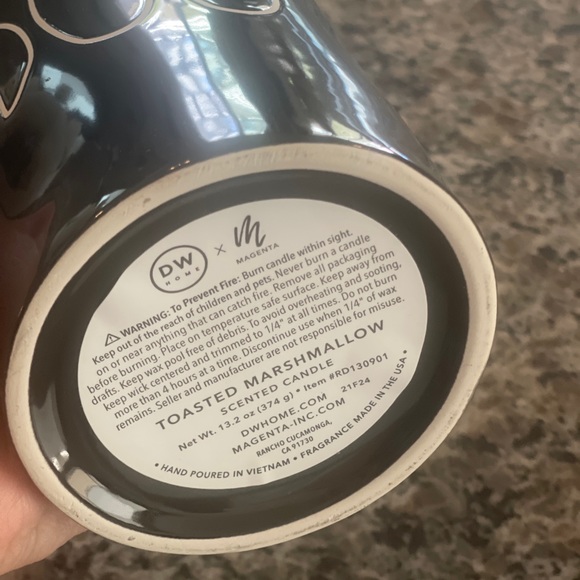 DW
HOME
×
MAGENTA
WARNING: To Prevent Fire: Burn candle within sight.
Keep out of the reach of children and pets. Never burn a candle
on or near anything that can catch fire. Remove all packaging
before burning. Place on temperature safe surface. Keep away from
drafts. Keep wax pool free of debris. To avoid overheating and sooting,
keep wick centered and trimmed to 1/4" at all times. Do not burn
more than 4 hours at a time. Discontinue use when 1/4" of wax
remains. Seller and manufacturer are not responsible for misuse.
TOASTED MARSHMALLOW
SCENTED CANDLE
Net Wt. 13.2 oz (374 g) • Item #RD130901
DWHOME.COM 21F24
MAGENTA-INC.COM
RANCHO CUCAMONGA,
CA 91730
• HAND POURED IN VIETNAM • FRAGRANCE MADE IN THE USA •